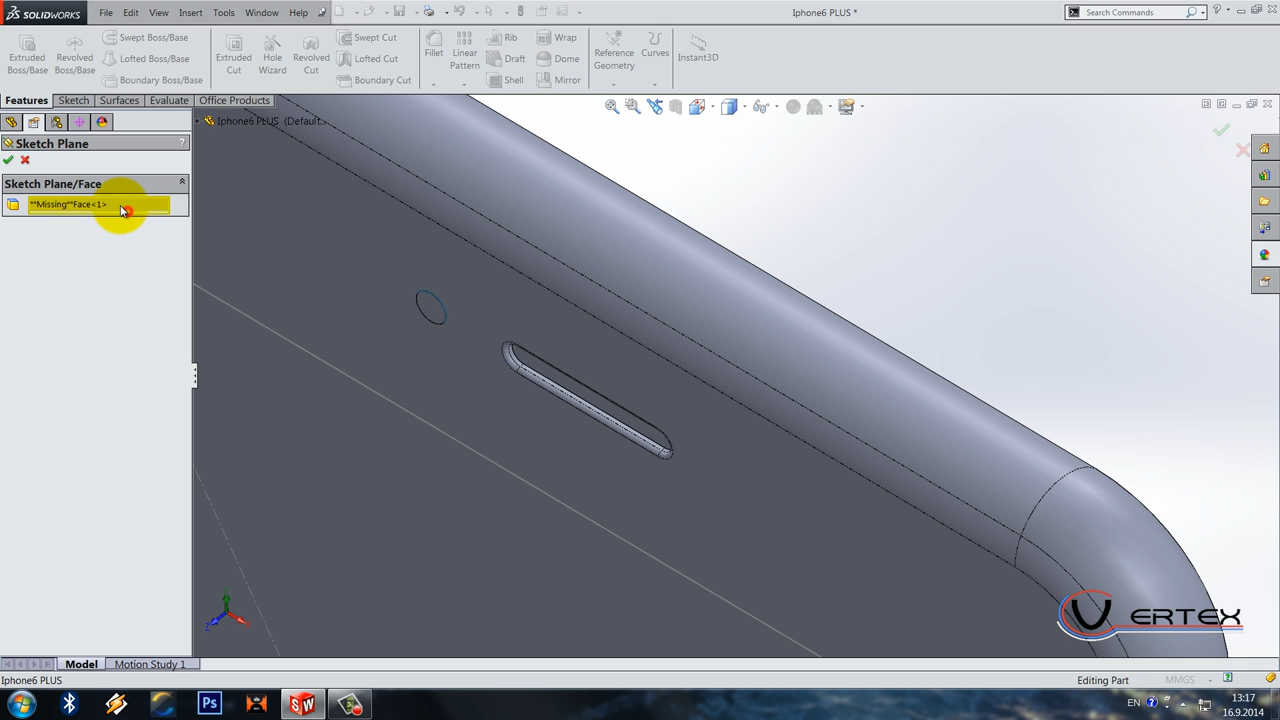 SOLIDWORKS File Edit View Insert Tools Window Help Iphone6 PLUS * Search Commands
Extruded Boss/Base
Revolved Boss/Base
Swept Boss/Base
Lofted Boss/Base
Boundary Boss/Base
Extruded Cut
Hole Wizard
Revolved Cut
Swept Cut
Lofted Cut
Boundary Cut
Fillet
Linear Pattern
Rib
Draft
Shell
Wrap
Dome
Mirror
Reference Geometry
Curves
Instant3D
Features Sketch Surfaces Evaluate Office Products
Iphone6 PLUS (Default...
Sketch Plane ?
Sketch Plane/Face
**Missing**Face<1>
Z
VERTEX
Model Motion Study 1
Iphone6 PLUS Editing Part MMGS
Ps SW EN 13:17
16.9.2014